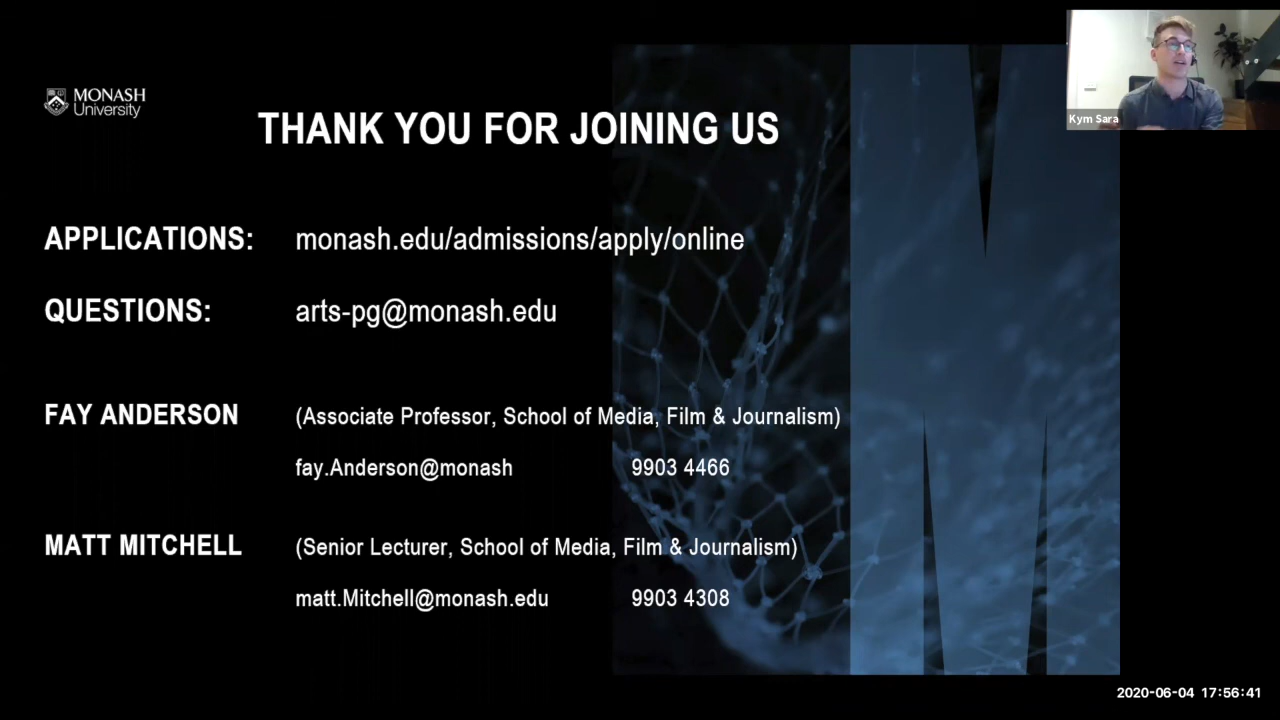 MONASH
University
THANK YOU FOR JOINING US
Kym Sara
APPLICATIONS: monash.edu/admissions/apply/online
QUESTIONS: arts-pg@monash.edu
FAY ANDERSON (Associate Professor, School of Media, Film & Journalism)
fay.Anderson@monash 9903 4466
MATT MITCHELL (Senior Lecturer, School of Media, Film & Journalism)
matt.Mitchell@monash.edu 9903 4308
2020-06-04 17:56:41